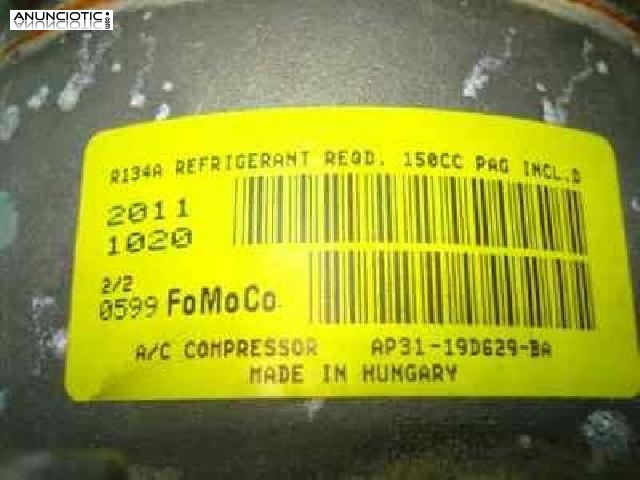 ANUNCIOTIC.COM
R134A REFRIGERANT REQD. 150CC PAG INCL.D
2011
1020
2/2
0599 FoMoCo
A/C COMPRESSOR AP31-19D629-BA
MADE IN HUNGARY